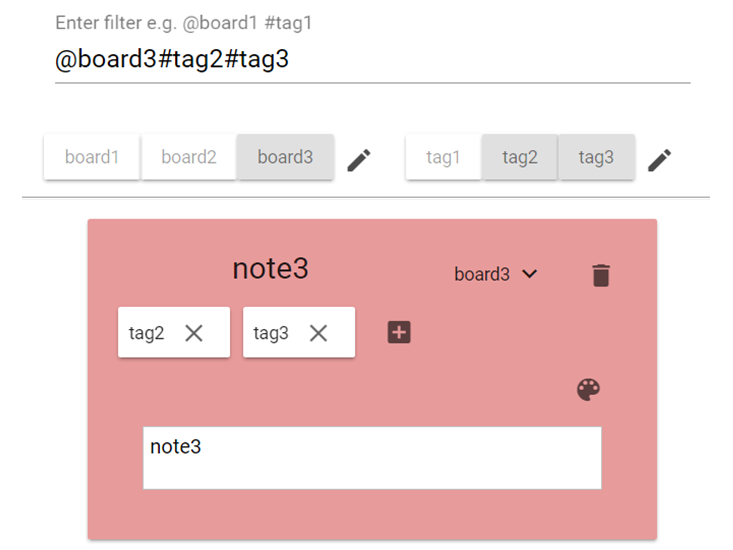 Enter filter e.g. @board1 #tag1
@board3#tag2#tag3
board1 board2 board3 tag1 tag2 tag3
note3 board3
tag2 tag3
note3